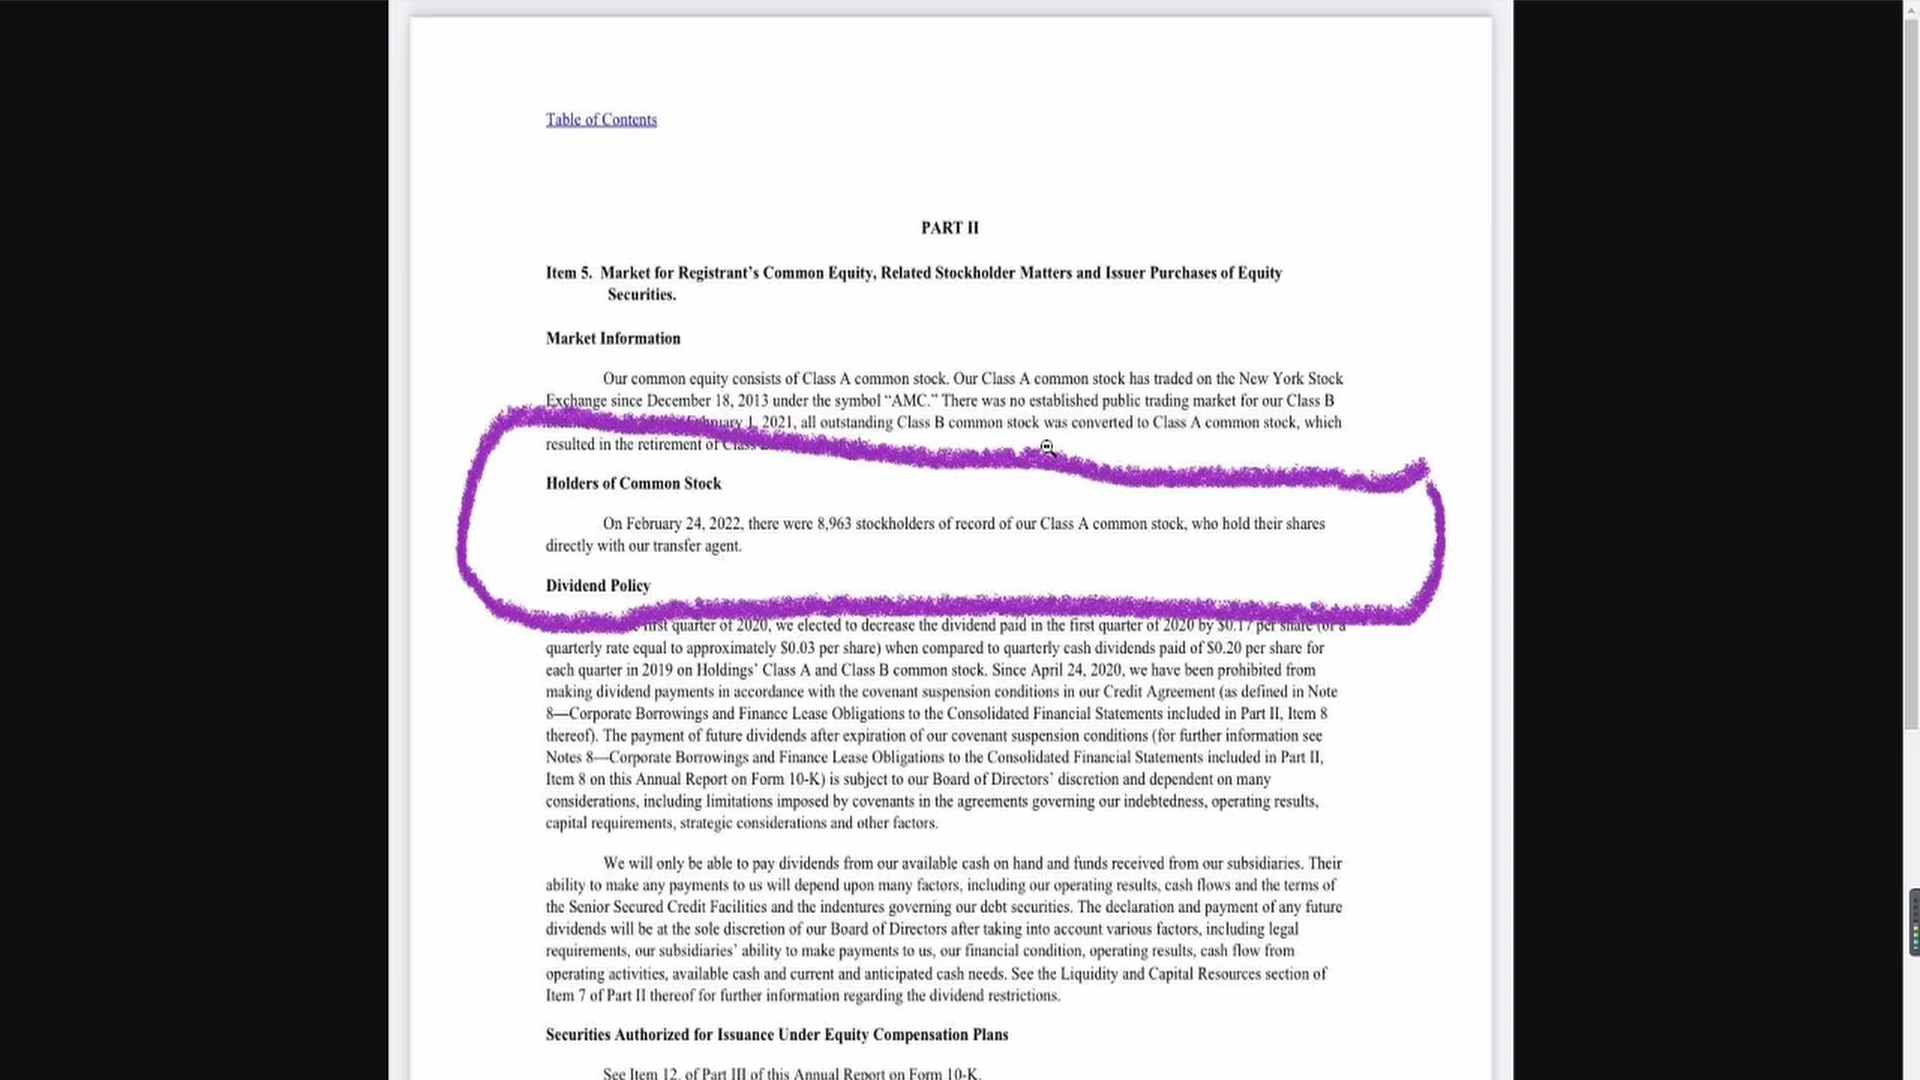 Table of Contents
PART II
Item 5. Market for Registrant’s Common Equity, Related Stockholder Matters and Issuer Purchases of Equity
Securities.
Market Information
Our common equity consists of Class A common stock. Our Class A common stock has traded on the New York Stock
Exchange since December 18, 2013 under the symbol “AMC.” There was no established public trading market for our Class B
1, 2021, all outstanding Class B common stock was converted to Class A common stock, which
resulted in the retirement of Class
Holders of Common Stock
On February 24, 2022, there were 8,963 stockholders of record of our Class A common stock, who hold their shares
directly with our transfer agent.
Dividend Policy
first quarter of 2020, we elected to decrease the dividend paid in the first quarter of 2020 by $0.17 per share (or a
quarterly rate equal to approximately $0.03 per share) when compared to quarterly cash dividends paid of $0.20 per share for
each quarter in 2019 on Holdings’ Class A and Class B common stock. Since April 24, 2020, we have been prohibited from
making dividend payments in accordance with the covenant suspension conditions in our Credit Agreement (as defined in Note
8—Corporate Borrowings and Finance Lease Obligations to the Consolidated Financial Statements included in Part II, Item 8
thereof). The payment of future dividends after expiration of our covenant suspension conditions (for further information see
Notes 8—Corporate Borrowings and Finance Lease Obligations to the Consolidated Financial Statements included in Part II,
Item 8 on this Annual Report on Form 10-K) is subject to our Board of Directors’ discretion and dependent on many
considerations, including limitations imposed by covenants in the agreements governing our indebtedness, operating results,
capital requirements, strategic considerations and other factors.
We will only be able to pay dividends from our available cash on hand and funds received from our subsidiaries. Their
ability to make any payments to us will depend upon many factors, including our operating results, cash flows and the terms of
the Senior Secured Credit Facilities and the indentures governing our debt securities. The declaration and payment of any future
dividends will be at the sole discretion of our Board of Directors after taking into account various factors, including legal
requirements, our subsidiaries’ ability to make payments to us, our financial condition, operating results, cash flow from
operating activities, available cash and current and anticipated cash needs. See the Liquidity and Capital Resources section of
Item 7 of Part II thereof for further information regarding the dividend restrictions.
Securities Authorized for Issuance Under Equity Compensation Plans
See Item 12. of Part III of this Annual Report on Form 10-K.